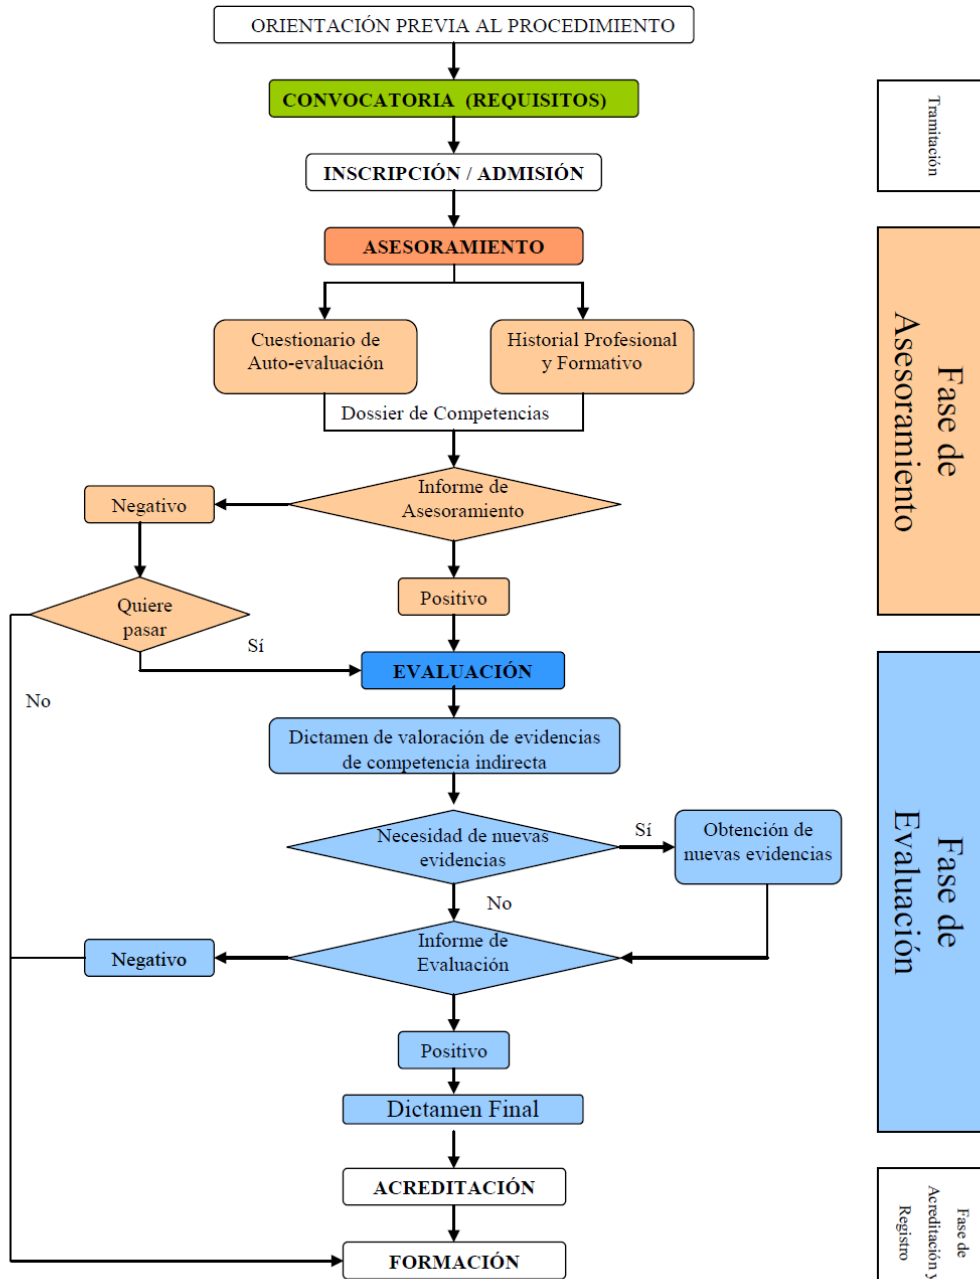 ORIENTACIÓN PREVIA AL PROCEDIMIENTO
CONVOCATORIA (REQUISITOS)
Tramitación
INSCRIPCIÓN / ADMISIÓN
ASESORAMIENTO
Cuestionario de
Auto-evaluación
Historial Profesional
y Formativo
Dossier de Competencias
Fase de
Asesoramiento
Informe de
Asesoramiento
Negativo
Positivo
Quiere
pasar
Sí
No
EVALUACIÓN
Dictamen de valoración de evidencias
de competencia indirecta
Necesidad de nuevas
evidencias
Sí
Obtención de
nuevas evidencias
No
Fase de
Evaluación
Informe de
Evaluación
Negativo
Positivo
Dictamen Final
ACREDITACIÓN
FORMACIÓN
Fase de
Acreditación y
Registro